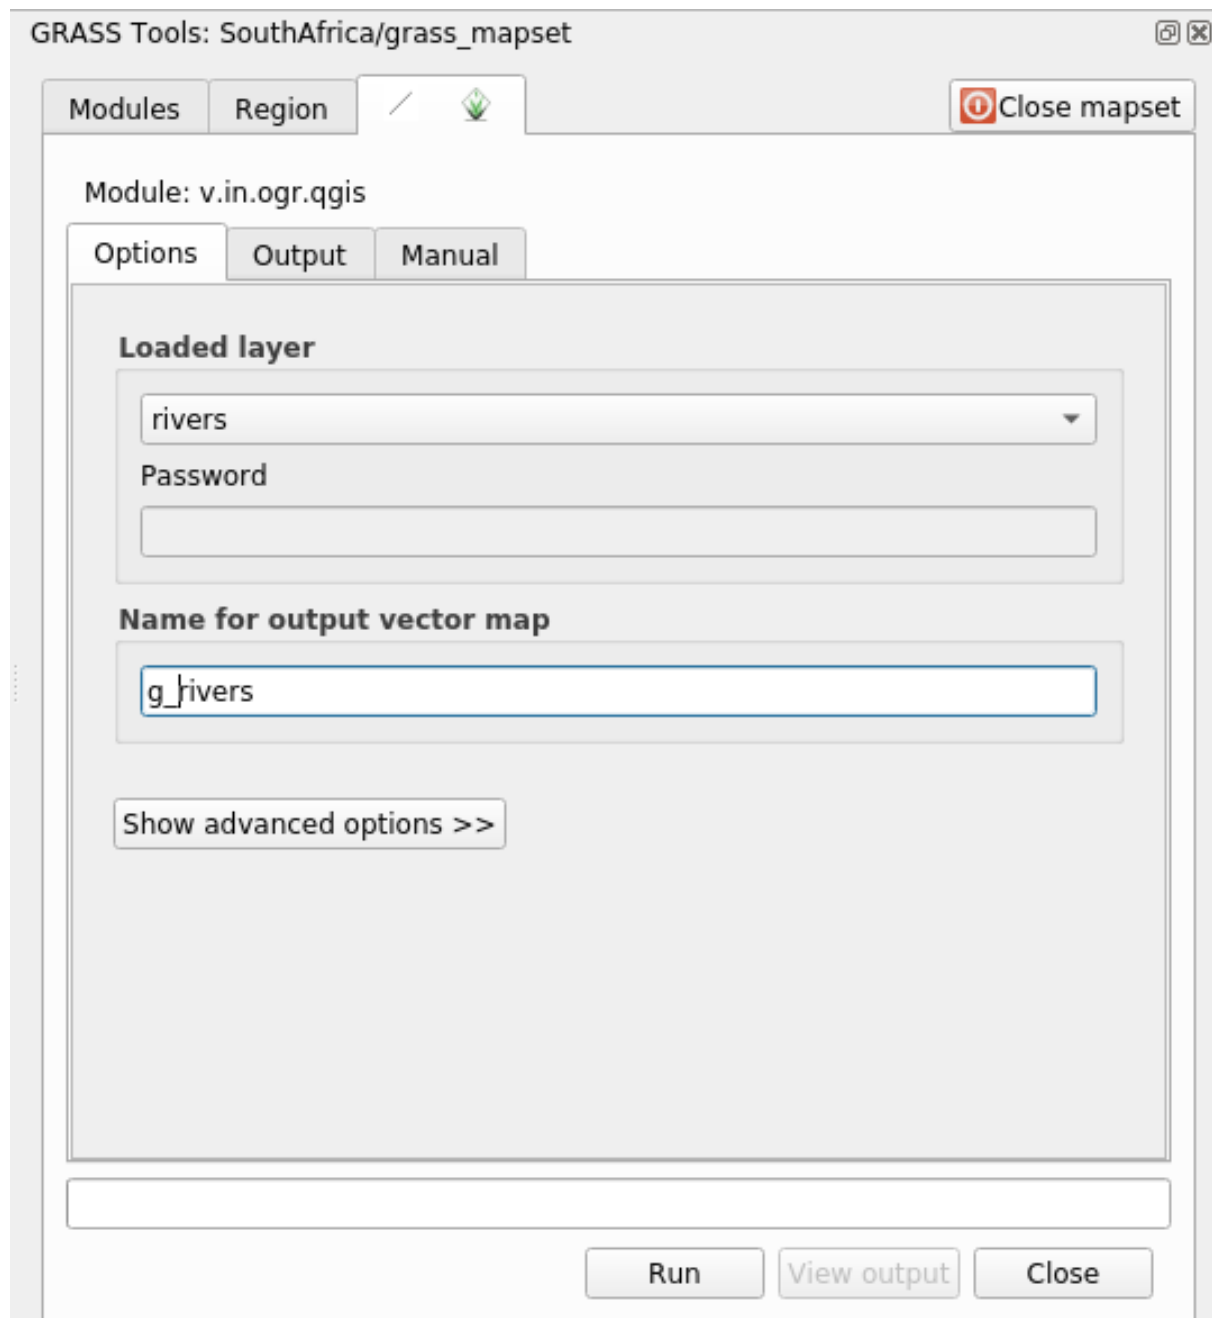 GRASS Tools: SouthAfrica/grass_mapset
Modules Region Close mapset
Module: v.in.ogr.qgis
Options Output Manual
Loaded layer
rivers
Password
Name for output vector map
g_rivers
Show advanced options >>
Run View output Close